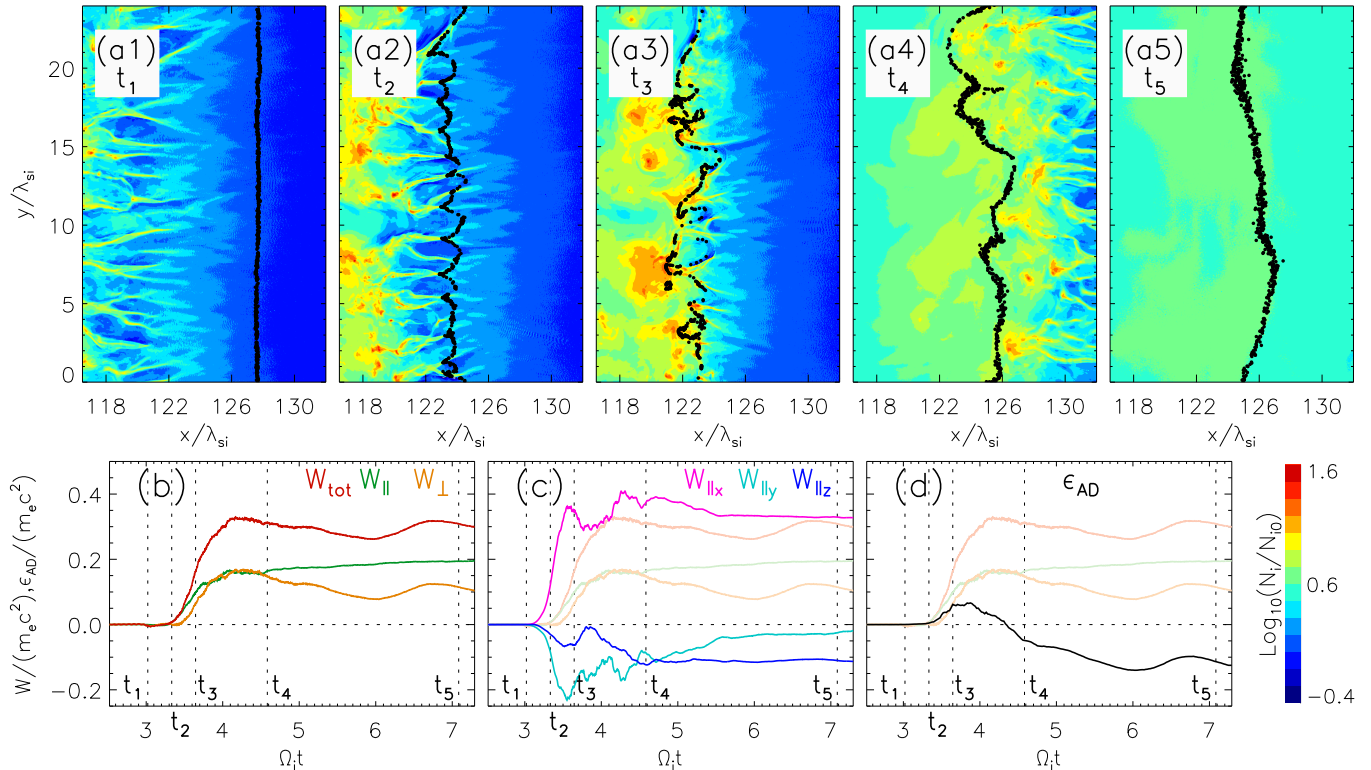 (a1) (a2) (a3) (a4) (a5)
t₁ t₂ t₃ t₄ t₅
20
15
10
5
0
y/λsi
118 122 126 130 118 122 126 130 118 122 126 130 118 122 126 130 118 122 126 130
x/λsi x/λsi x/λsi x/λsi x/λsi
(b) Wtot W∥ W⊥ (c) W∥x W∥y W∥z (d) εAD
0.4
0.2
0.0
−0.2
W/(mₑc²), εAD/(mₑc²)
t₁ t₃ t₄ t₅ t₁ t₃ t₄ t₅ t₁ t₃ t₄ t₅
3 t₂ 4 5 6 7 3 t₂ 4 5 6 7 3 t₂ 4 5 6 7
Ωᵢt Ωᵢt Ωᵢt
1.6
0.6
−0.4
Log₁₀(Nᵢ/Nᵢ₀)